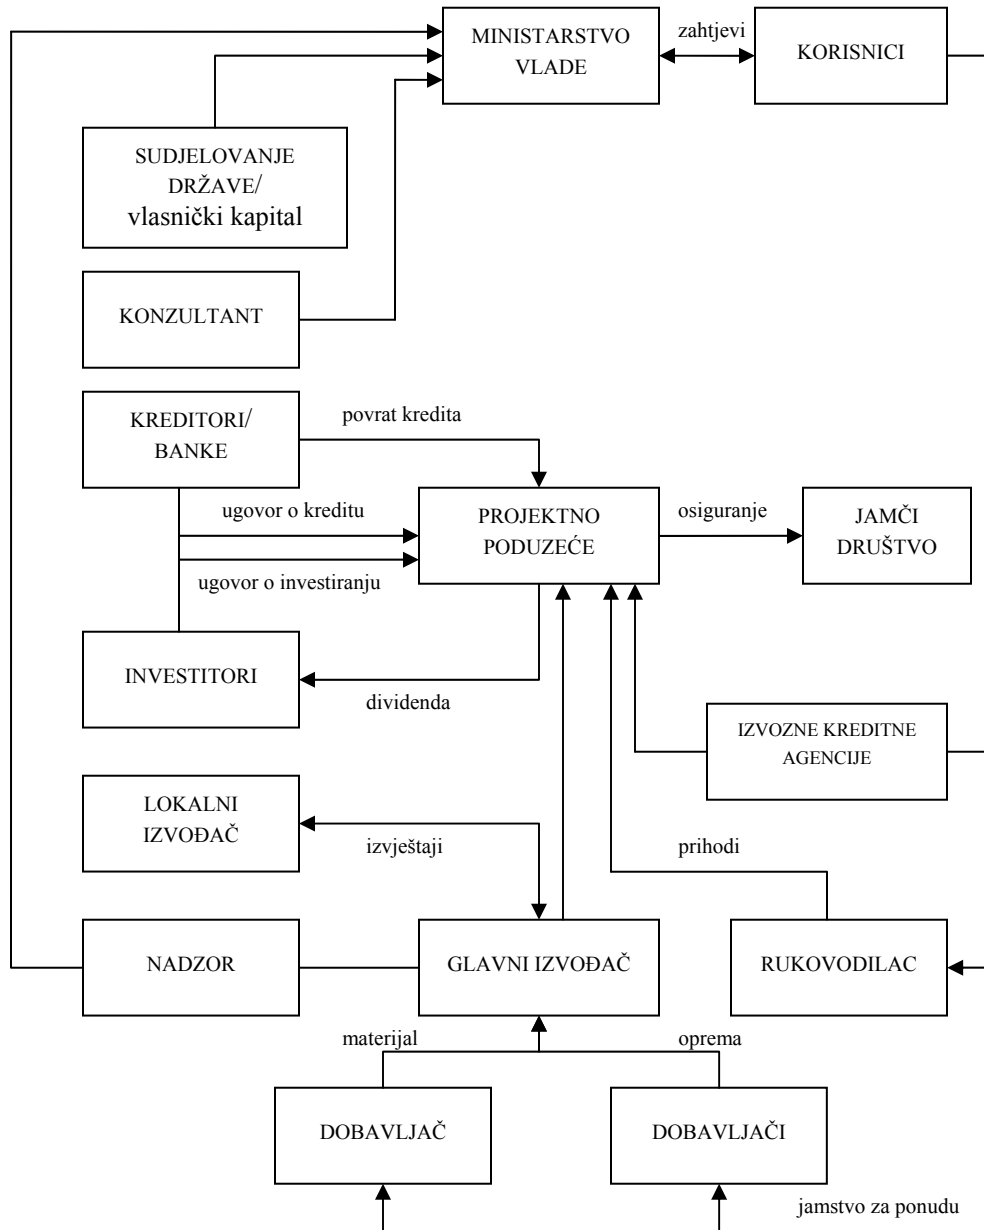 MINISTARSTVO
VLADE
zahtjevi
KORISNICI
SUDJELOVANJE
DRŽAVE/
vlasnički kapital
KONZULTANT
KREDITORI/
BANKE
povrat kredita
ugovor o kreditu
ugovor o investiranju
PROJEKTNO
PODUZEĆE
osiguranje
JAMČI
DRUŠTVO
INVESTITORI
dividenda
IZVOZNE KREDITNE
AGENCIJE
LOKALNI
IZVOĐAČ
izvještaji
prihodi
NADZOR
GLAVNI IZVOĐAČ
RUKOVODILAC
materijal
oprema
DOBAVLJAČ
DOBAVLJAČI
jamstvo za ponudu